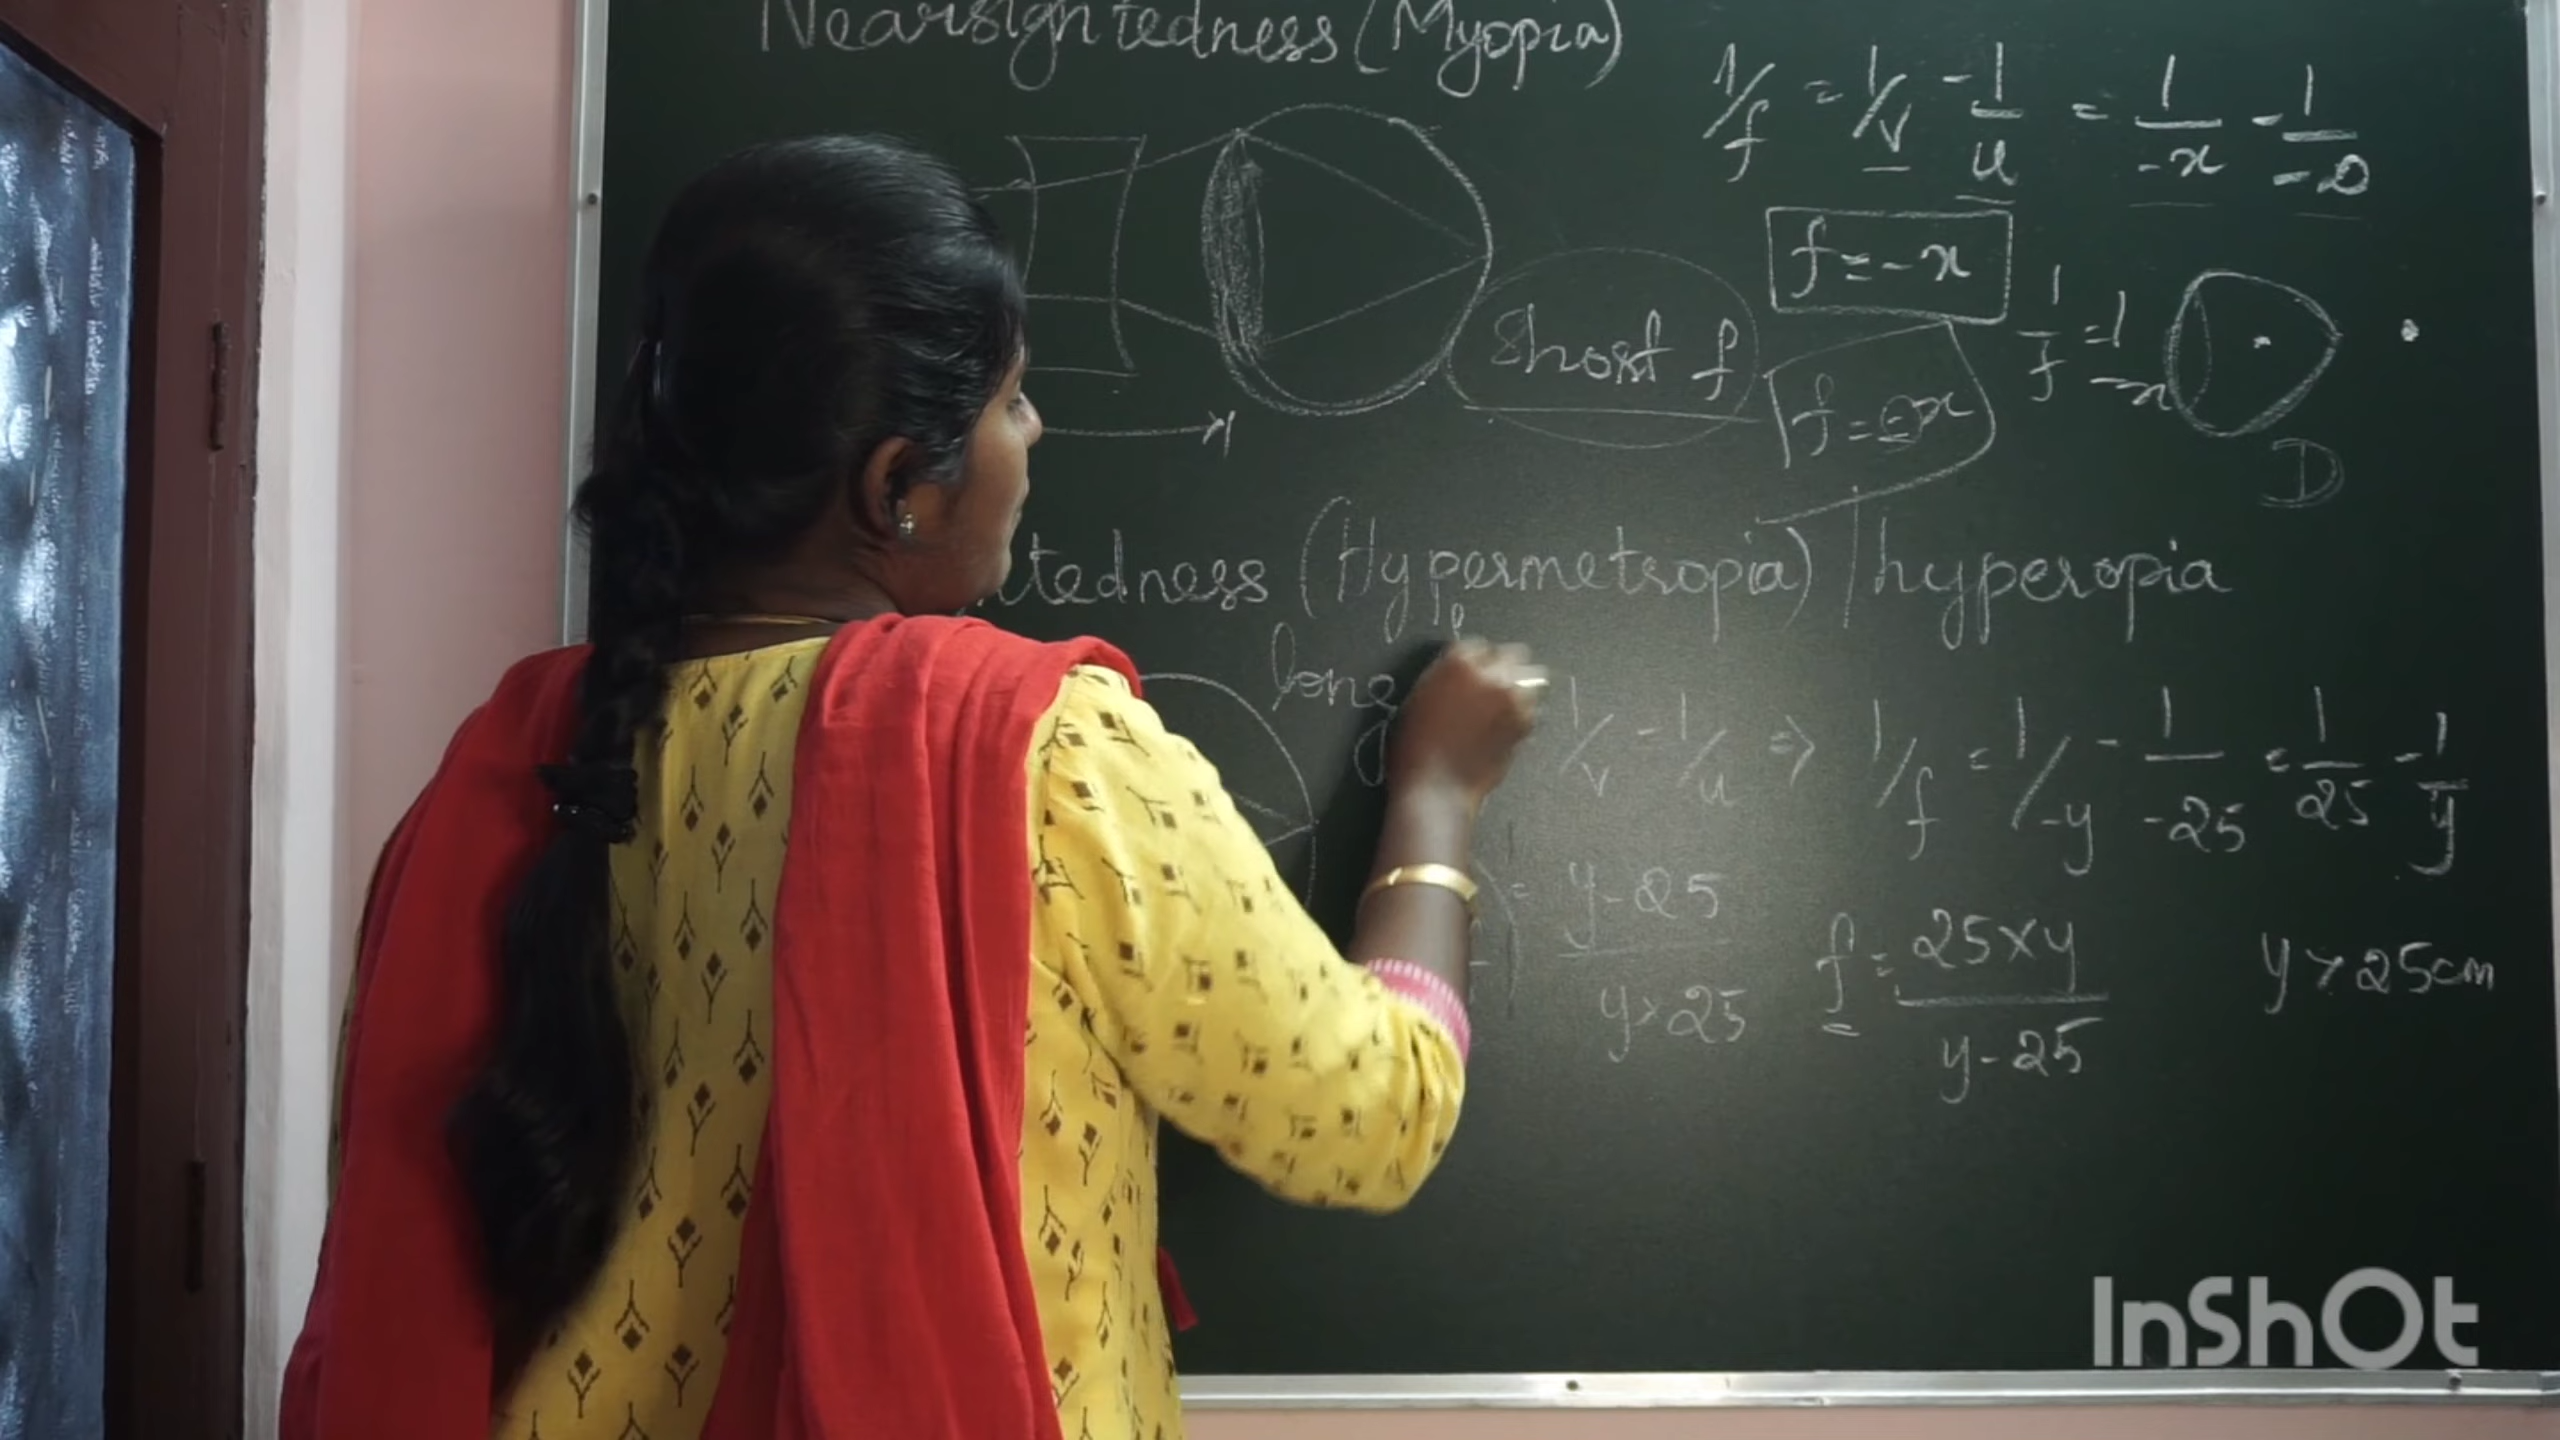 Nearsightedness (Myopia)
1/f = 1/v - 1/u = 1/-x - 1/-∞
f = -x
Short f
f = -x
1/f = 1/-x
D
tedness (Hypermetropia) | hyperopia
long
1/v - 1/u => 1/f = 1/-y - 1/-25 = 1/25 - 1/y
= y-25 / y×25
f = 25×y / y-25
y > 25cm
InShOt